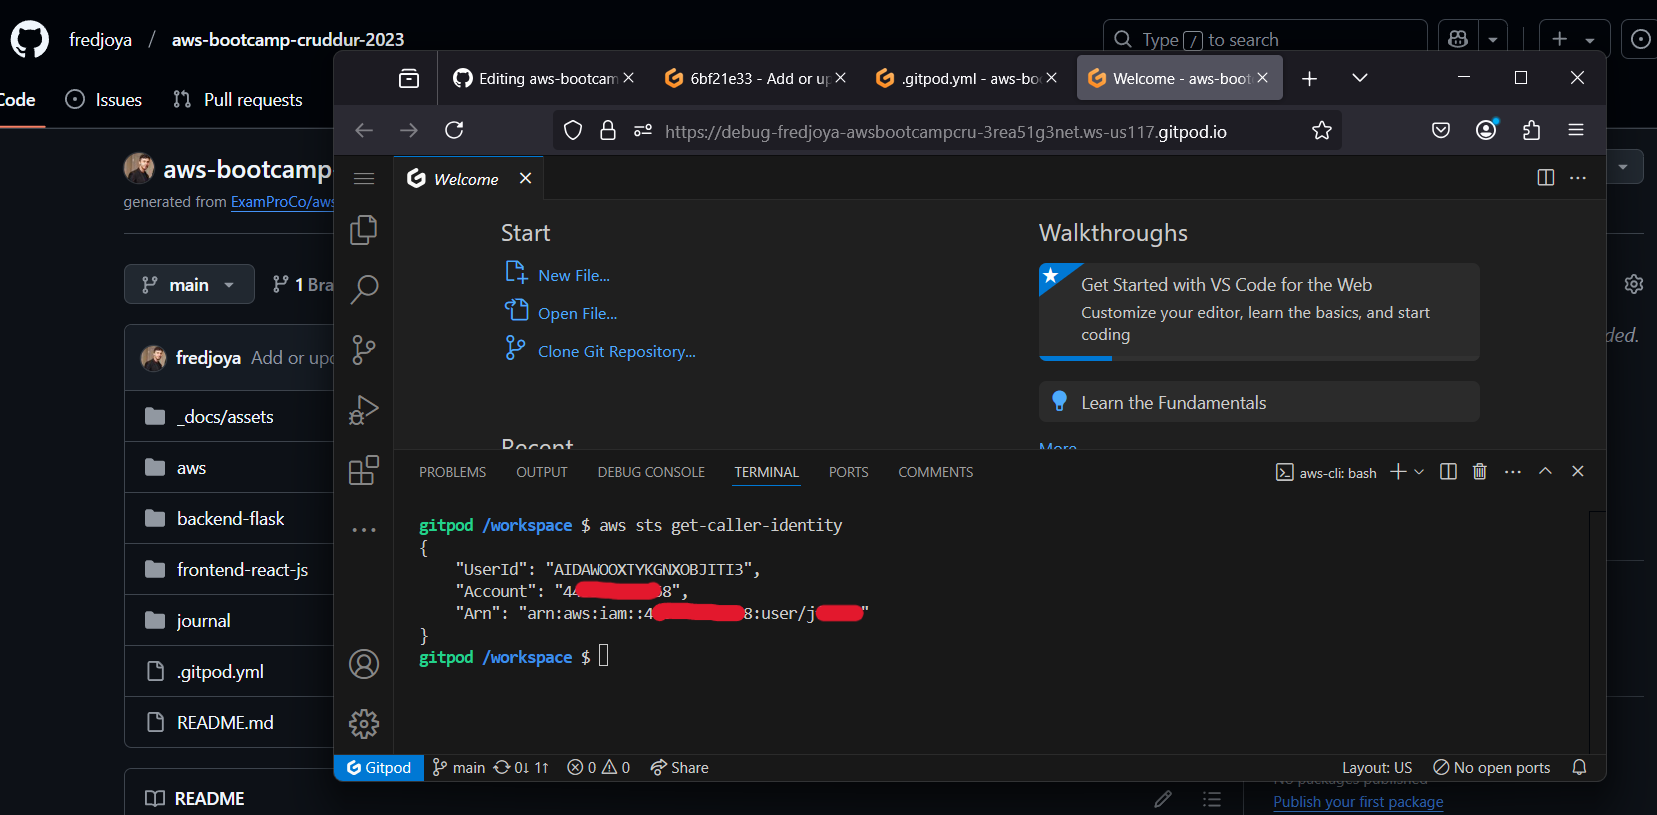 fredjoya / aws-bootcamp-cruddur-2023
Type / to search
Code
Issues
Pull requests
aws-bootcamp-
generated from ExamProCo/aws
main
1 Bra
fredjoya Add or upd
_docs/assets
aws
backend-flask
frontend-react-js
journal
.gitpod.yml
README.md
README
ded.
No packages published
Publish your first package
Editing aws-bootcam
6bf21e33 - Add or up
.gitpod.yml - aws-bo
Welcome - aws-boot
https://debug-fredjoya-awsbootcampcru-3rea51g3net.ws-us117.gitpod.io
Welcome
Start
New File...
Open File...
Clone Git Repository...
Recent
Walkthroughs
Get Started with VS Code for the Web
Customize your editor, learn the basics, and start
coding
Learn the Fundamentals
More...
PROBLEMS OUTPUT DEBUG CONSOLE TERMINAL PORTS COMMENTS
aws-cli: bash
gitpod /workspace $ aws sts get-caller-identity
{
"UserId": "AIDAWOOXTYKGNXOBJITI3",
"Account": "44 68",
"Arn": "arn:aws:iam::4 8:user/j "
}
gitpod /workspace $
Gitpod
main 0↓ 1↑
0 0
Share
Layout: US
No open ports